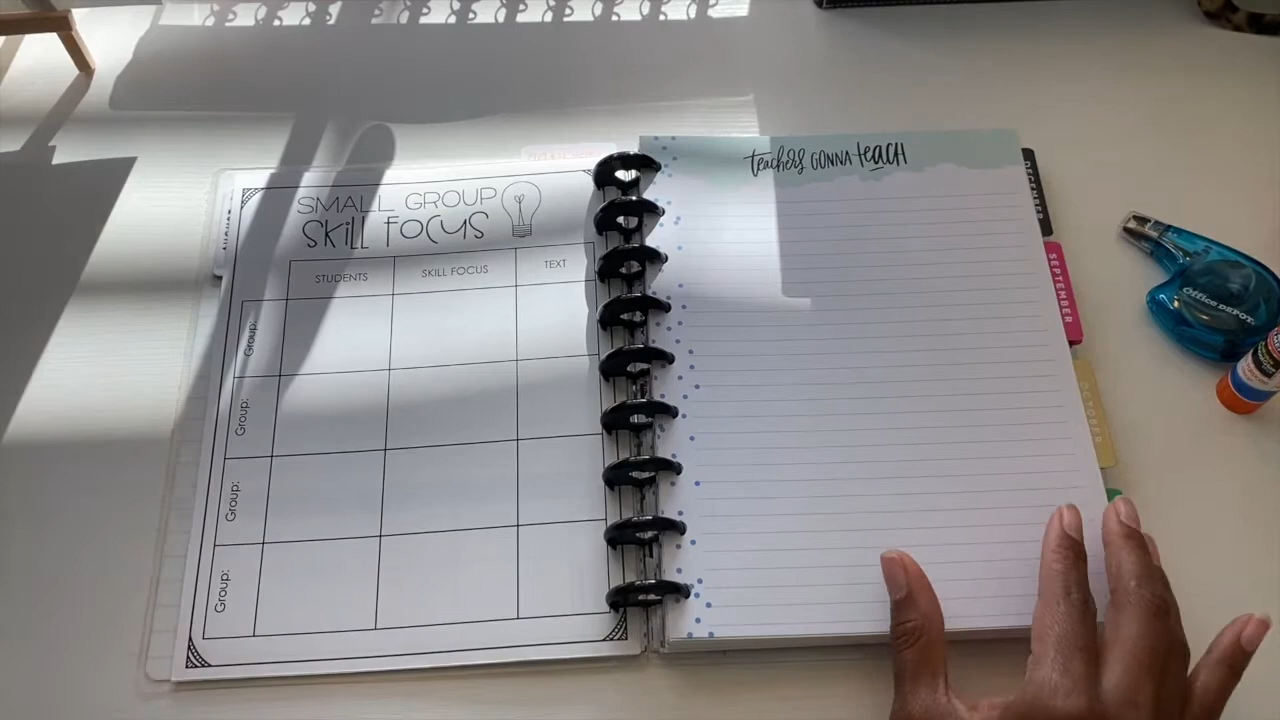 SMALL GROUP
SKILL FOCUS
STUDENTS SKILL FOCUS TEXT
Group:
Group:
Group:
Group:
teachers GONNA teach
DECEMBER
SEPTEMBER
OCTOBER
Office DEPOT